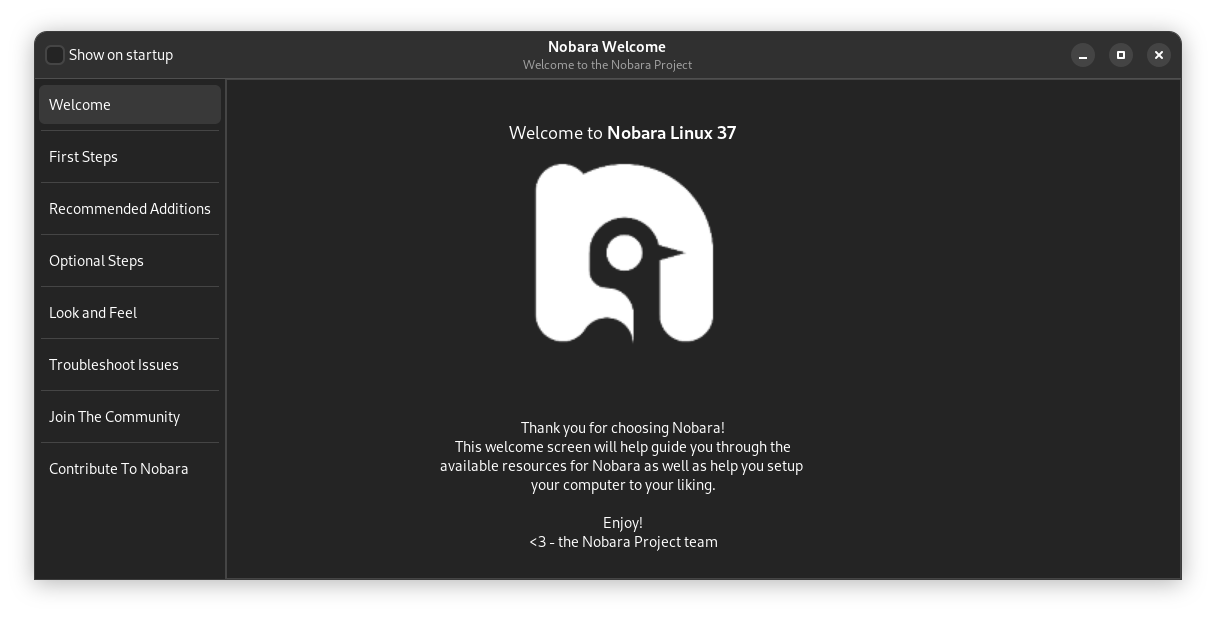 Show on startup
Nobara Welcome
Welcome to the Nobara Project
Welcome
First Steps
Recommended Additions
Optional Steps
Look and Feel
Troubleshoot Issues
Join The Community
Contribute To Nobara
Welcome to Nobara Linux 37
Thank you for choosing Nobara!
This welcome screen will help guide you through the
available resources for Nobara as well as help you setup
your computer to your liking.
Enjoy!
<3 - the Nobara Project team